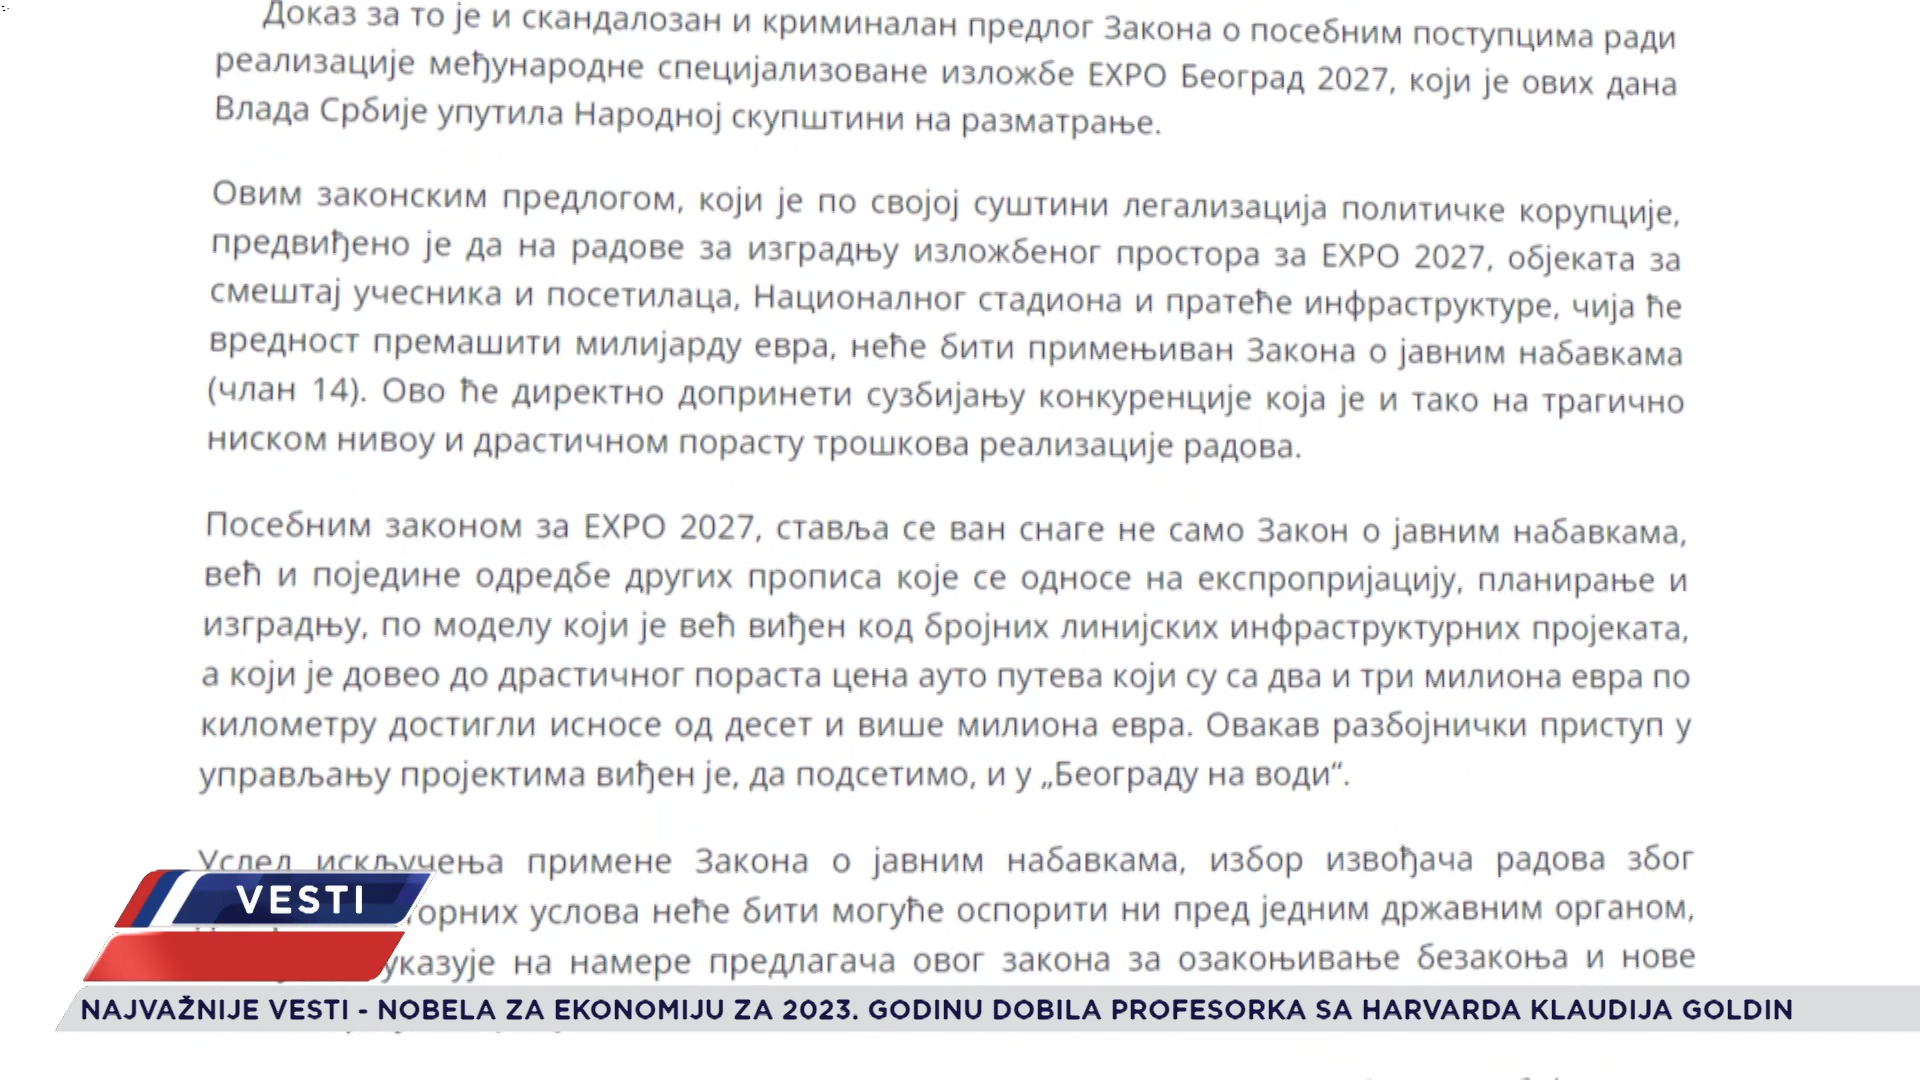 Доказ за то је и скандалозан и криминалан предлог Закона о посебним поступцима ради
реализације међународне специјализоване изложбе EXPO Београд 2027, који је ових дана
Влада Србије упутила Народној скупштини на разматрање.
Овим законским предлогом, који је по својој суштини легализација политичке корупције,
предвиђено је да на радове за изградњу изложбеног простора за EXPO 2027, објеката за
смештај учесника и посетилаца, Националног стадиона и пратеће инфраструктуре, чија ће
вредност премашити милијарду евра, неће бити примењиван Закона о јавним набавкама
(члан 14). Ово ће директно допринети сузбијању конкуренције која је и тако на трагично
ниском нивоу и драстичном порасту трошкова реализације радова.
Посебним законом за EXPO 2027, ставља се ван снаге не само Закон о јавним набавкама,
већ и поједине одредбе других прописа које се односе на експропријацију, планирање и
изградњу, по моделу који је већ виђен код бројних линијских инфраструктурних пројеката,
а који је довео до драстичног пораста цена ауто путева који су са два и три милиона евра по
километру достигли исносе од десет и више милиона евра. Овакав разбојнички приступ у
управљању пројектима виђен је, да подсетимо, и у „Београду на води“.
Услед искључења примене Закона о јавним набавкама, избор извођача радова због
условa неће бити могуће оспорити ни пред једним државним органом,
указује на намере предлагача овог закона за озакоњивање безакоња и нове
VESTI
NAJVAŽNIJE VESTI - NOBELA ZA EKONOMIJU ZA 2023. GODINU DOBILA PROFESORKA SA HARVARDA KLAUDIJA GOLDIN